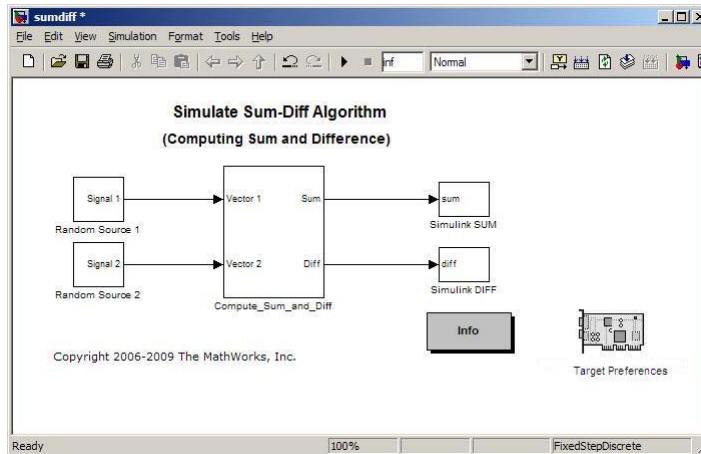 sumdiff *
File Edit View Simulation Format Tools Help
inf Normal
Simulate Sum-Diff Algorithm
(Computing Sum and Difference)
Signal 1
Random Source 1
Signal 2
Random Source 2
Vector 1 Sum
Vector 2 Diff
Compute_Sum_and_Diff
sum
Simulink SUM
diff
Simulink DIFF
Info
Target Preferences
Copyright 2006-2009 The MathWorks, Inc.
Ready 100% FixedStepDiscrete